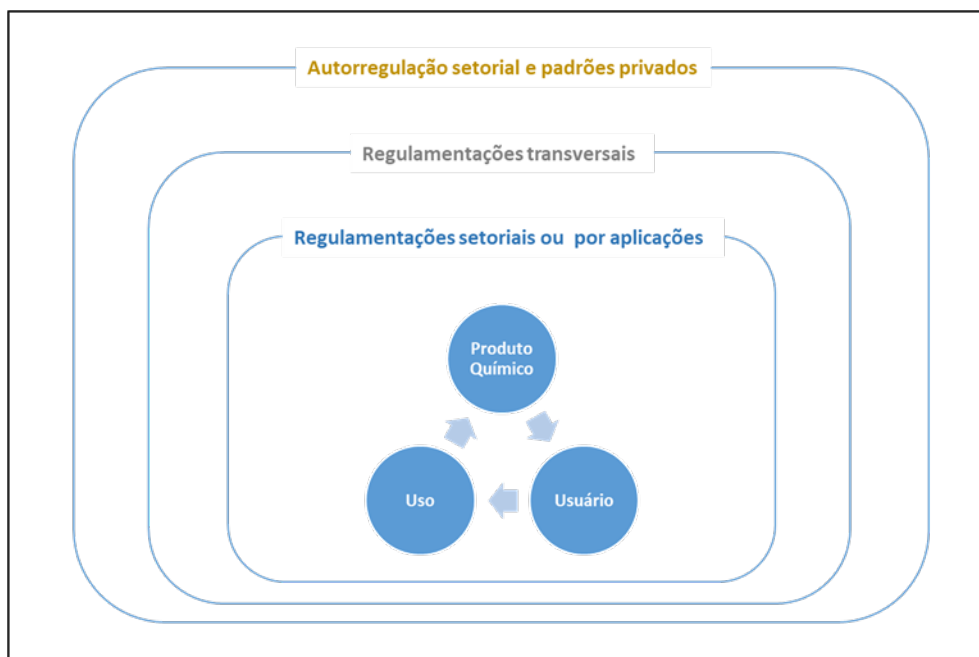 Autorregulação setorial e padrões privados
Regulamentações transversais
Regulamentações setoriais ou por aplicações
Produto
Químico
Uso
Usuário